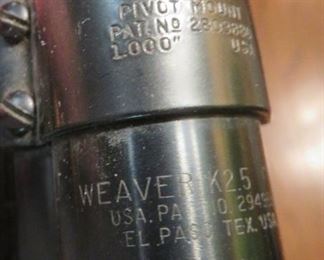 PIVOT MOUNT
PAT. NO
1.000" USA
WEAVER K2.5
USA. PAT. NO. 
EL PASO TEX. USA